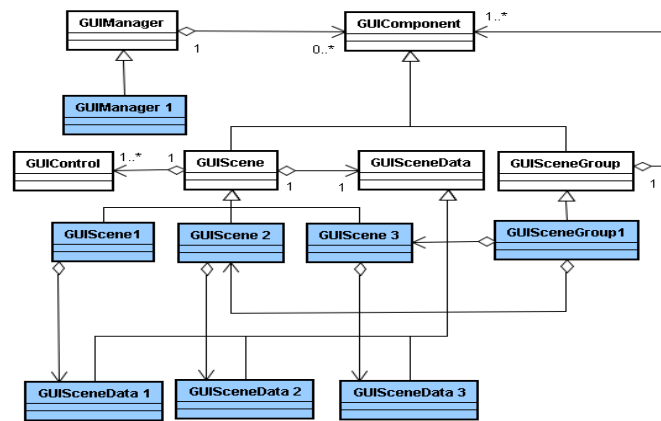 GUIManager
GUIComponent
1..*
1
0..*
GUIManager 1
GUIControl
1..*
1
GUIScene
1
1
GUISceneData
GUISceneGroup
1
GUIScene1
GUIScene 2
GUIScene 3
GUISceneGroup1
GUISceneData 1
GUISceneData 2
GUISceneData 3